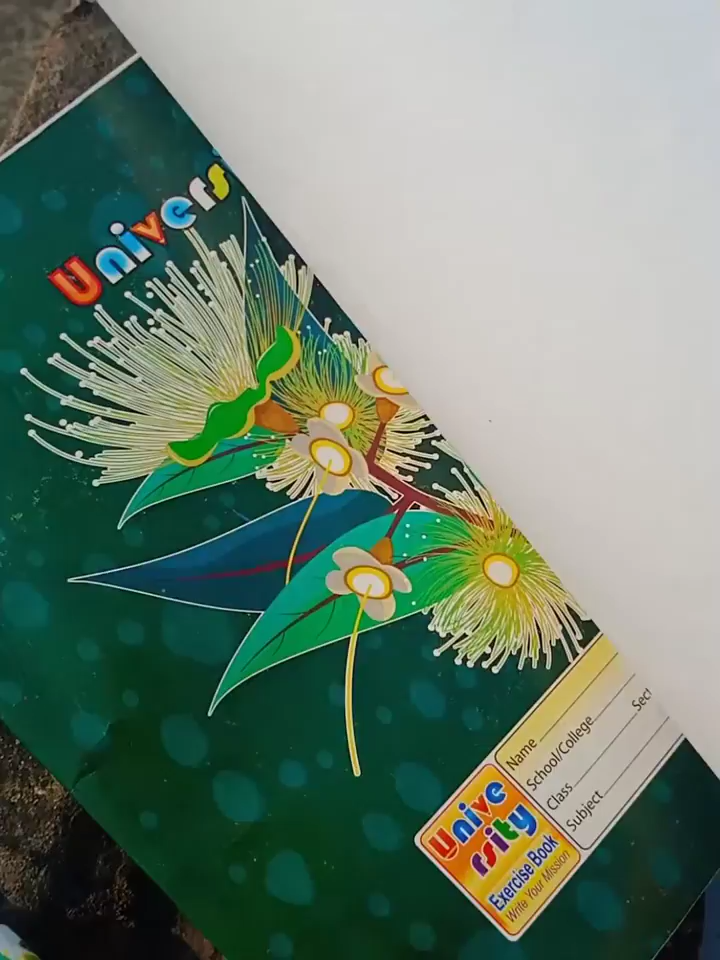 Univers
Name
School/College
Class Sect
Subject
Unive
rsity
Exercise Book
Write Your Mission